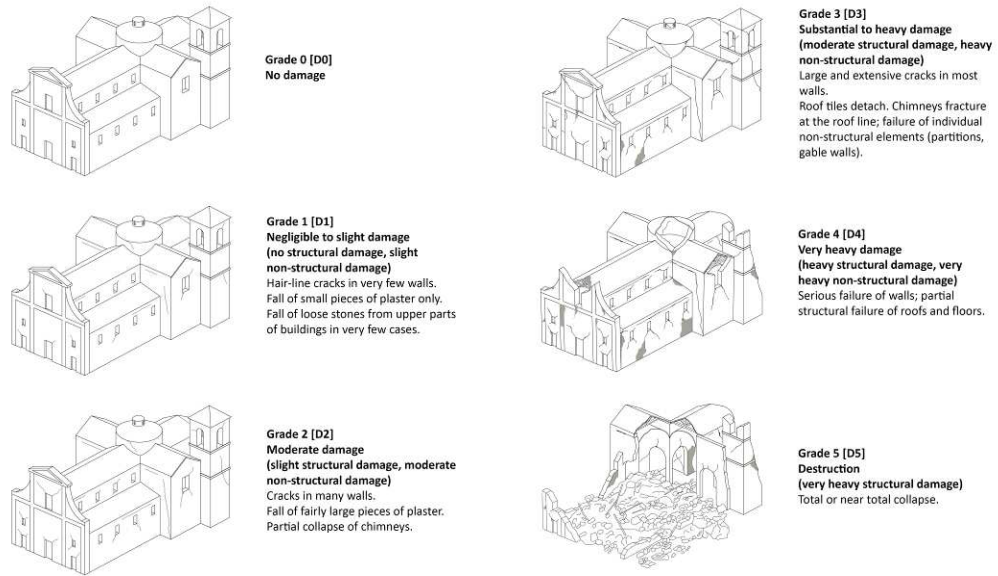 Grade 0 [D0]
No damage
Grade 1 [D1]
Negligible to slight damage
(no structural damage, slight
non-structural damage)
Hair-line cracks in very few walls.
Fall of small pieces of plaster only.
Fall of loose stones from upper parts
of buildings in very few cases.
Grade 2 [D2]
Moderate damage
(slight structural damage, moderate
non-structural damage)
Cracks in many walls.
Fall of fairly large pieces of plaster.
Partial collapse of chimneys.
Grade 3 [D3]
Substantial to heavy damage
(moderate structural damage, heavy
non-structural damage)
Large and extensive cracks in most
walls.
Roof tiles detach. Chimneys fracture
at the roof line; failure of individual
non-structural elements (partitions,
gable walls).
Grade 4 [D4]
Very heavy damage
(heavy structural damage, very
heavy non-structural damage)
Serious failure of walls; partial
structural failure of roofs and floors.
Grade 5 [D5]
Destruction
(very heavy structural damage)
Total or near total collapse.